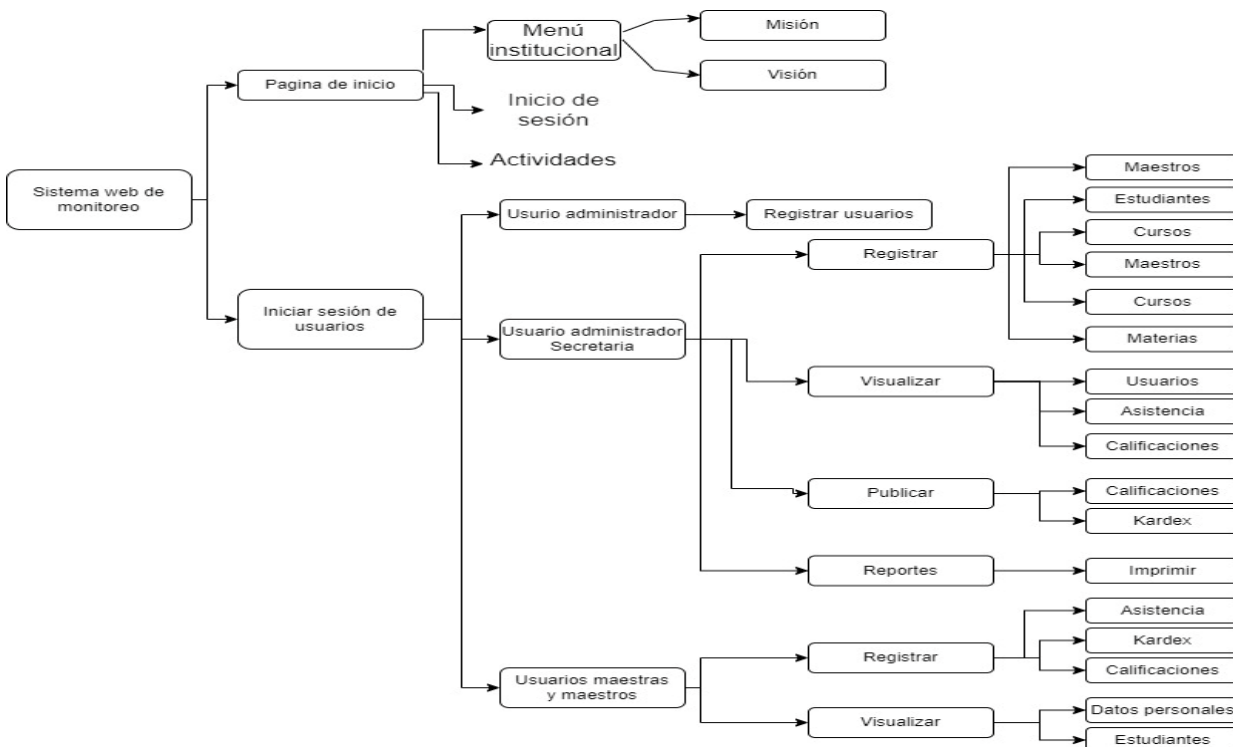 Menú
institucional
Misión
Visión
Pagina de inicio
Inicio de
sesión
Actividades
Sistema web de
monitoreo
Iniciar sesión de
usuarios
Usurio administrador
Registrar usuarios
Usuario administrador
Secretaria
Registrar
Maestros
Estudiantes
Cursos
Maestros
Cursos
Materias
Visualizar
Usuarios
Asistencia
Calificaciones
Publicar
Calificaciones
Kardex
Reportes
Imprimir
Usuarios maestras
y maestros
Registrar
Asistencia
Kardex
Calificaciones
Visualizar
Datos personales
Estudiantes